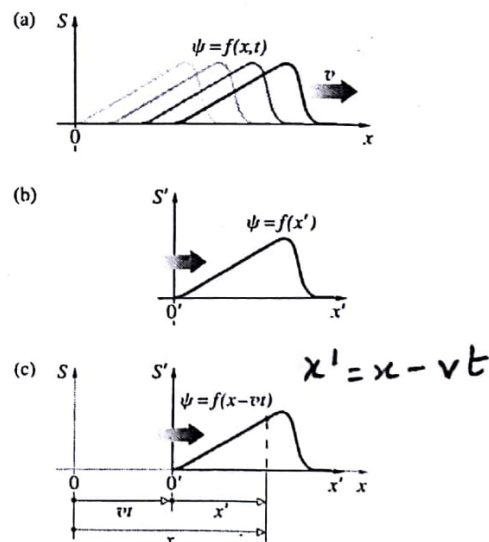 (a)
S
ψ = f(x,t)
v
0
x
(b)
S'
ψ = f(x')
0'
x'
(c)
S
S'
x' = x - vt
ψ = f(x-vt)
0
0'
x'
x
vt
x'
x